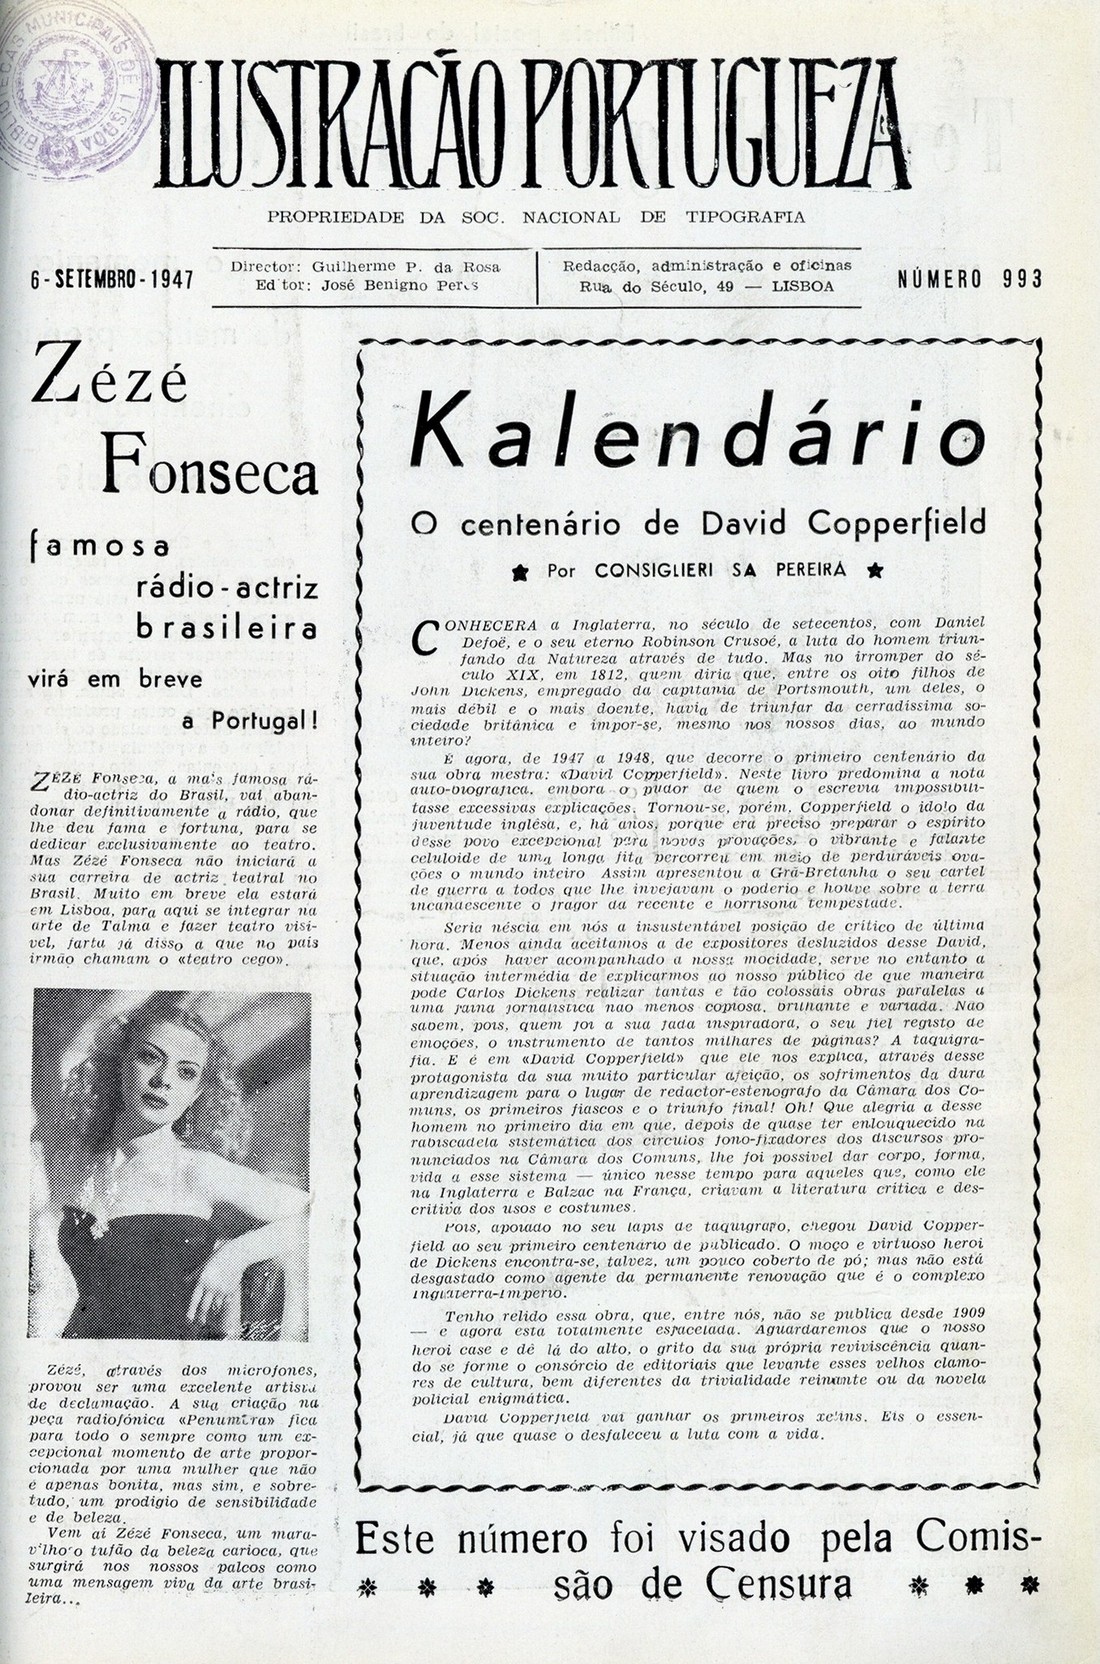 BIBLIOTECAS MUNICIPAIS DE LISBOA
ILUSTRAÇÃO PORTUGUEZA
PROPRIEDADE DA SOC. NACIONAL DE TIPOGRAFIA
6-SETEMBRO-1947
Director: Guilherme P. da Rosa
Ed tor: José Benigno Peres
Redacção, administração e oficinas
Rua do Século, 49 — LISBOA
NÚMERO 993
Zézé
Fonseca
famosa
rádio-actriz
brasileira
virá em breve
a Portugal!
ZÉZÉ Fonseca, a mais famosa rá-
dio-actriz do Brasil, vai aban-
donar definitivamente a rádio, que
lhe deu fama e fortuna, para se
dedicar exclusivamente ao teatro.
Mas Zézé Fonseca não iniciará a
sua carreira de actriz teatral no
Brasil. Muito em breve ela estará
em Lisboa, para aqui se integrar na
arte de Talma e fazer teatro visí-
vel, farta já disso a que no país
irmão chamam o «teatro cego».
Zézé, através dos microfones,
provou ser uma excelente artista
de declamação. A sua criação na
peça radiofónica «Penumbra» fica
para todo o sempre como um ex-
cepcional momento de arte propor-
cionada por uma mulher que não
é apenas bonita, mas sim, e sobre-
tudo, um prodígio de sensibilidade
e de beleza.
Vem aí Zézé Fonseca, um mara-
vilhoso tufão da beleza carioca, que
surgirá nos nossos palcos como
uma mensagem viva da arte brasi-
leira...
Kalendário
O centenário de David Copperfield
Por CONSIGLIERI SA PEREIRA
CONHECERA a Inglaterra, no século de setecentos, com Daniel
Defoë, e o seu eterno Robinson Crusoé, a luta do homem triun-
fando da Natureza através de tudo. Mas no irromper do sé-
culo XIX, em 1812, quem diria que, entre os oito filhos de
John Dickens, empregado da capitania de Portsmouth, um deles, o
mais débil e o mais doente, havia de triunfar da cerradíssima so-
ciedade britânica e impor-se, mesmo nos nossos dias, ao mundo
inteiro?
É agora, de 1947 a 1948, que decorre o primeiro centenário da
sua obra mestra: «David Copperfield». Neste livro predomina a nota
auto-biográfica, embora o pudor de quem o escrevia impossibili-
tasse excessivas explicações. Tornou-se, porém, Copperfield o ídolo da
juventude inglêsa, e, há anos, porque era preciso preparar o espírito
desse povo excepcional para novas provações, o vibrante e falante
celuloide de uma longa fita percorreu em meio de perduráveis ova-
ções o mundo inteiro Assim apresentou a Grã-Bretanha o seu cartel
de guerra a todos que lhe invejavam o poderio e houve sobre a terra
incandescente o fragor da recente e horrísona tempestade.
Seria néscia em nós a insustentável posição de crítico de última
hora. Menos ainda aceitamos a de expositores desluzidos desse David,
que, após haver acompanhado a nossa mocidade, serve no entanto a
situação intermédia de explicarmos ao nosso público de que maneira
pode Carlos Dickens realizar tantas e tão colossais obras paralelas a
uma faina jornalística não menos copiosa, brilhante e variada. Não
sabem, pois, quem foi a sua fada inspiradora, o seu fiel registo de
emoções, o instrumento de tantos milhares de páginas? A taquigra-
fia. E é em «David Copperfield» que ele nos explica, através desse
protagonista da sua muito particular afeição, os sofrimentos da dura
aprendizagem para o lugar de redactor-estenografo da Câmara dos Co-
muns, os primeiros fiascos e o triunfo final! Oh! Que alegria a desse
homem no primeiro dia em que, depois de quase ter enlouquecido na
rabiscadela sistemática dos círculos fono-fixadores dos discursos pro-
nunciados na Câmara dos Comuns, lhe foi possível dar corpo, forma,
vida a esse sistema — único nesse tempo para aqueles que, como ele
na Inglaterra e Balzac na França, criavam a literatura crítica e des-
critiva dos usos e costumes.
Pois, apoiado no seu lápis de taquígrafo, chegou David Copper-
field ao seu primeiro centenário de publicado. O moço e virtuoso heroi
de Dickens encontra-se, talvez, um pouco coberto de pó; mas não está
desgastado como agente da permanente renovação que é o complexo
Inglaterra-Império.
Tenho relido essa obra, que, entre nós, não se publica desde 1909
— e agora está totalmente esfacelada. Aguardaremos que o nosso
heroi case e dê lá do alto, o grito da sua própria reviviscência quan-
do se forme o consórcio de editoriais que levante esses velhos clamo-
res de cultura, bem diferentes da trivialidade reinante ou da novela
policial enigmática.
David Copperfield vai ganhar os primeiros xelins. Eis o essen-
cial, já que quase o desfaleceu a luta com a vida.
Este número foi visado pela Comis-
são de Censura